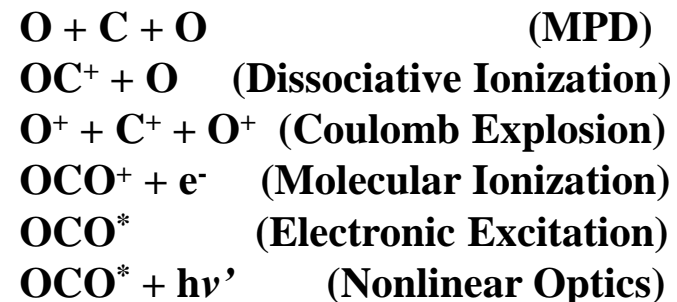 O + C + O (MPD)
OC⁺ + O (Dissociative Ionization)
O⁺ + C⁺ + O⁺ (Coulomb Explosion)
OCO⁺ + e⁻ (Molecular Ionization)
OCO* (Electronic Excitation)
OCO* + hν’ (Nonlinear Optics)